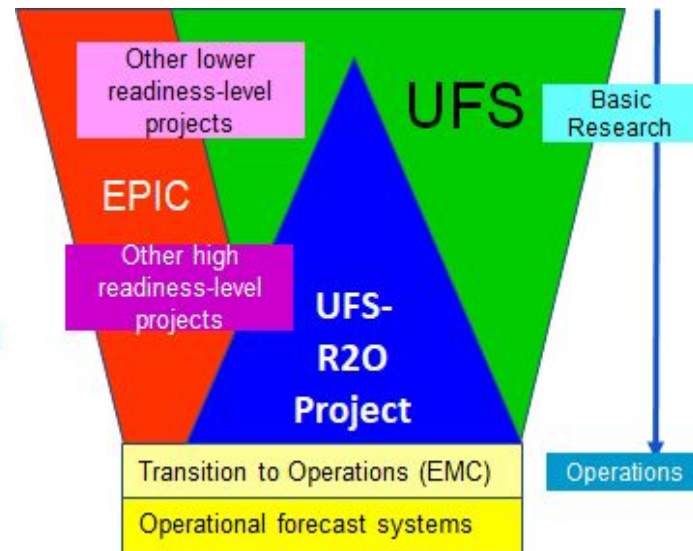 Other lower
readiness-level
projects
UFS
Basic
Research
EPIC
Other high
readiness-level
projects
UFS-
R2O
Project
Transition to Operations (EMC)
Operations
Operational forecast systems